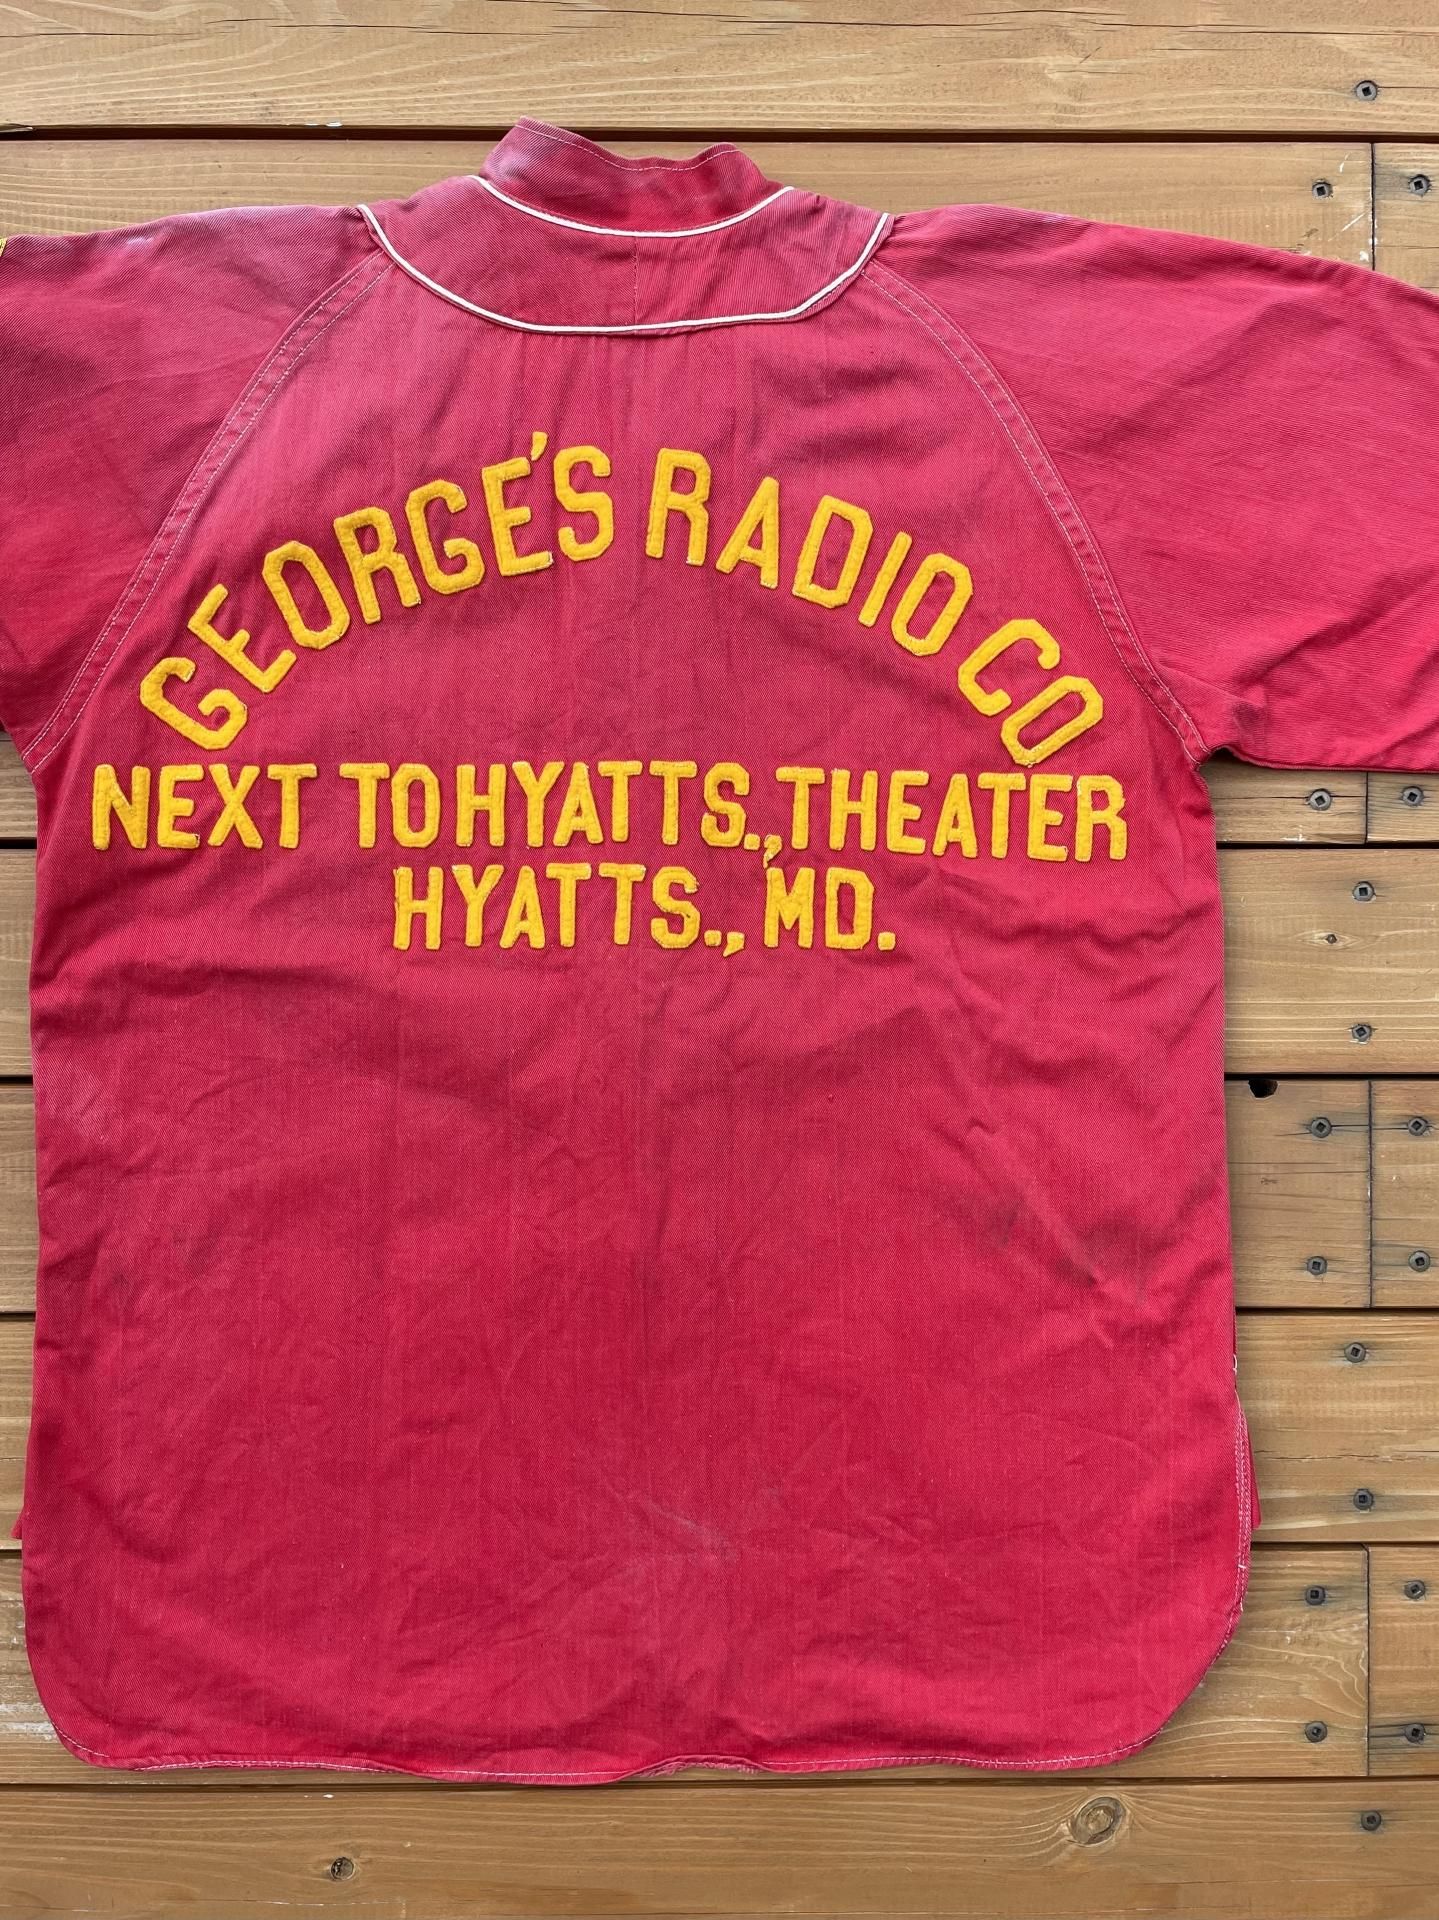 GEORGE'S RADIO CO
NEXT TO HYATTS., THEATER
HYATTS., MD.